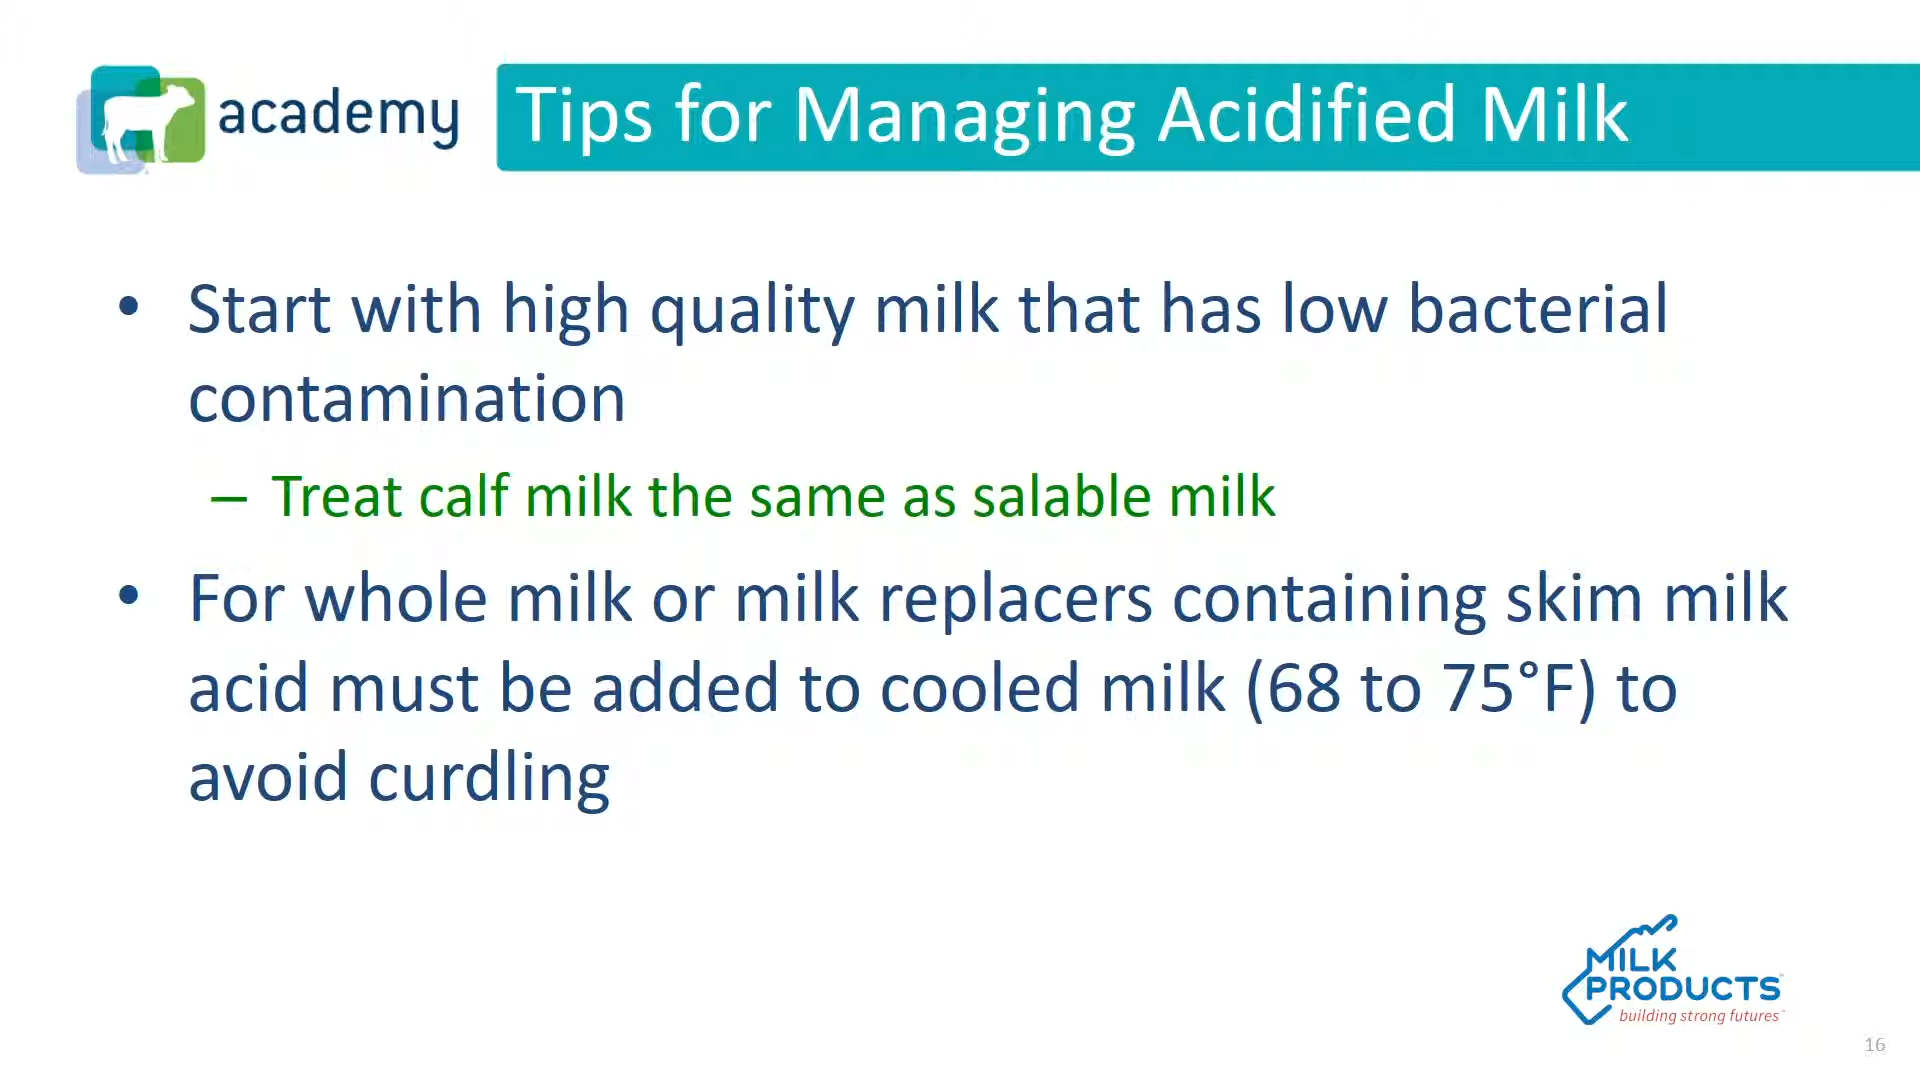 academy
Tips for Managing Acidified Milk
• Start with high quality milk that has low bacterial
contamination
– Treat calf milk the same as salable milk
• For whole milk or milk replacers containing skim milk
acid must be added to cooled milk (68 to 75°F) to
avoid curdling
MILK
PRODUCTS
building strong futures™
16